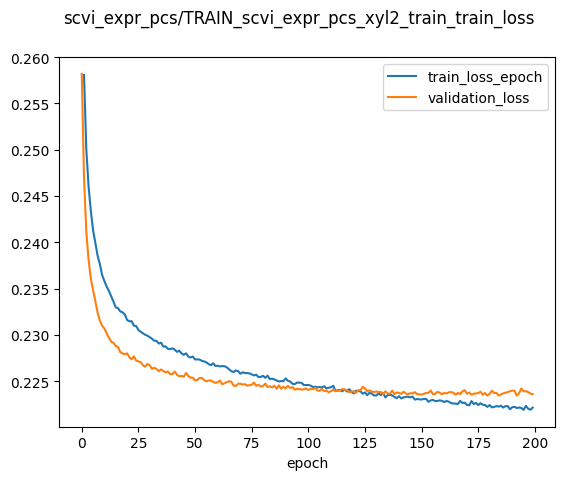 scvi_expr_pcs/TRAIN_scvi_expr_pcs_xyl2_train_train_loss
0.260
0.255
0.250
0.245
0.240
0.235
0.230
0.225
train_loss_epoch
validation_loss
0 25 50 75 100 125 150 175 200
epoch